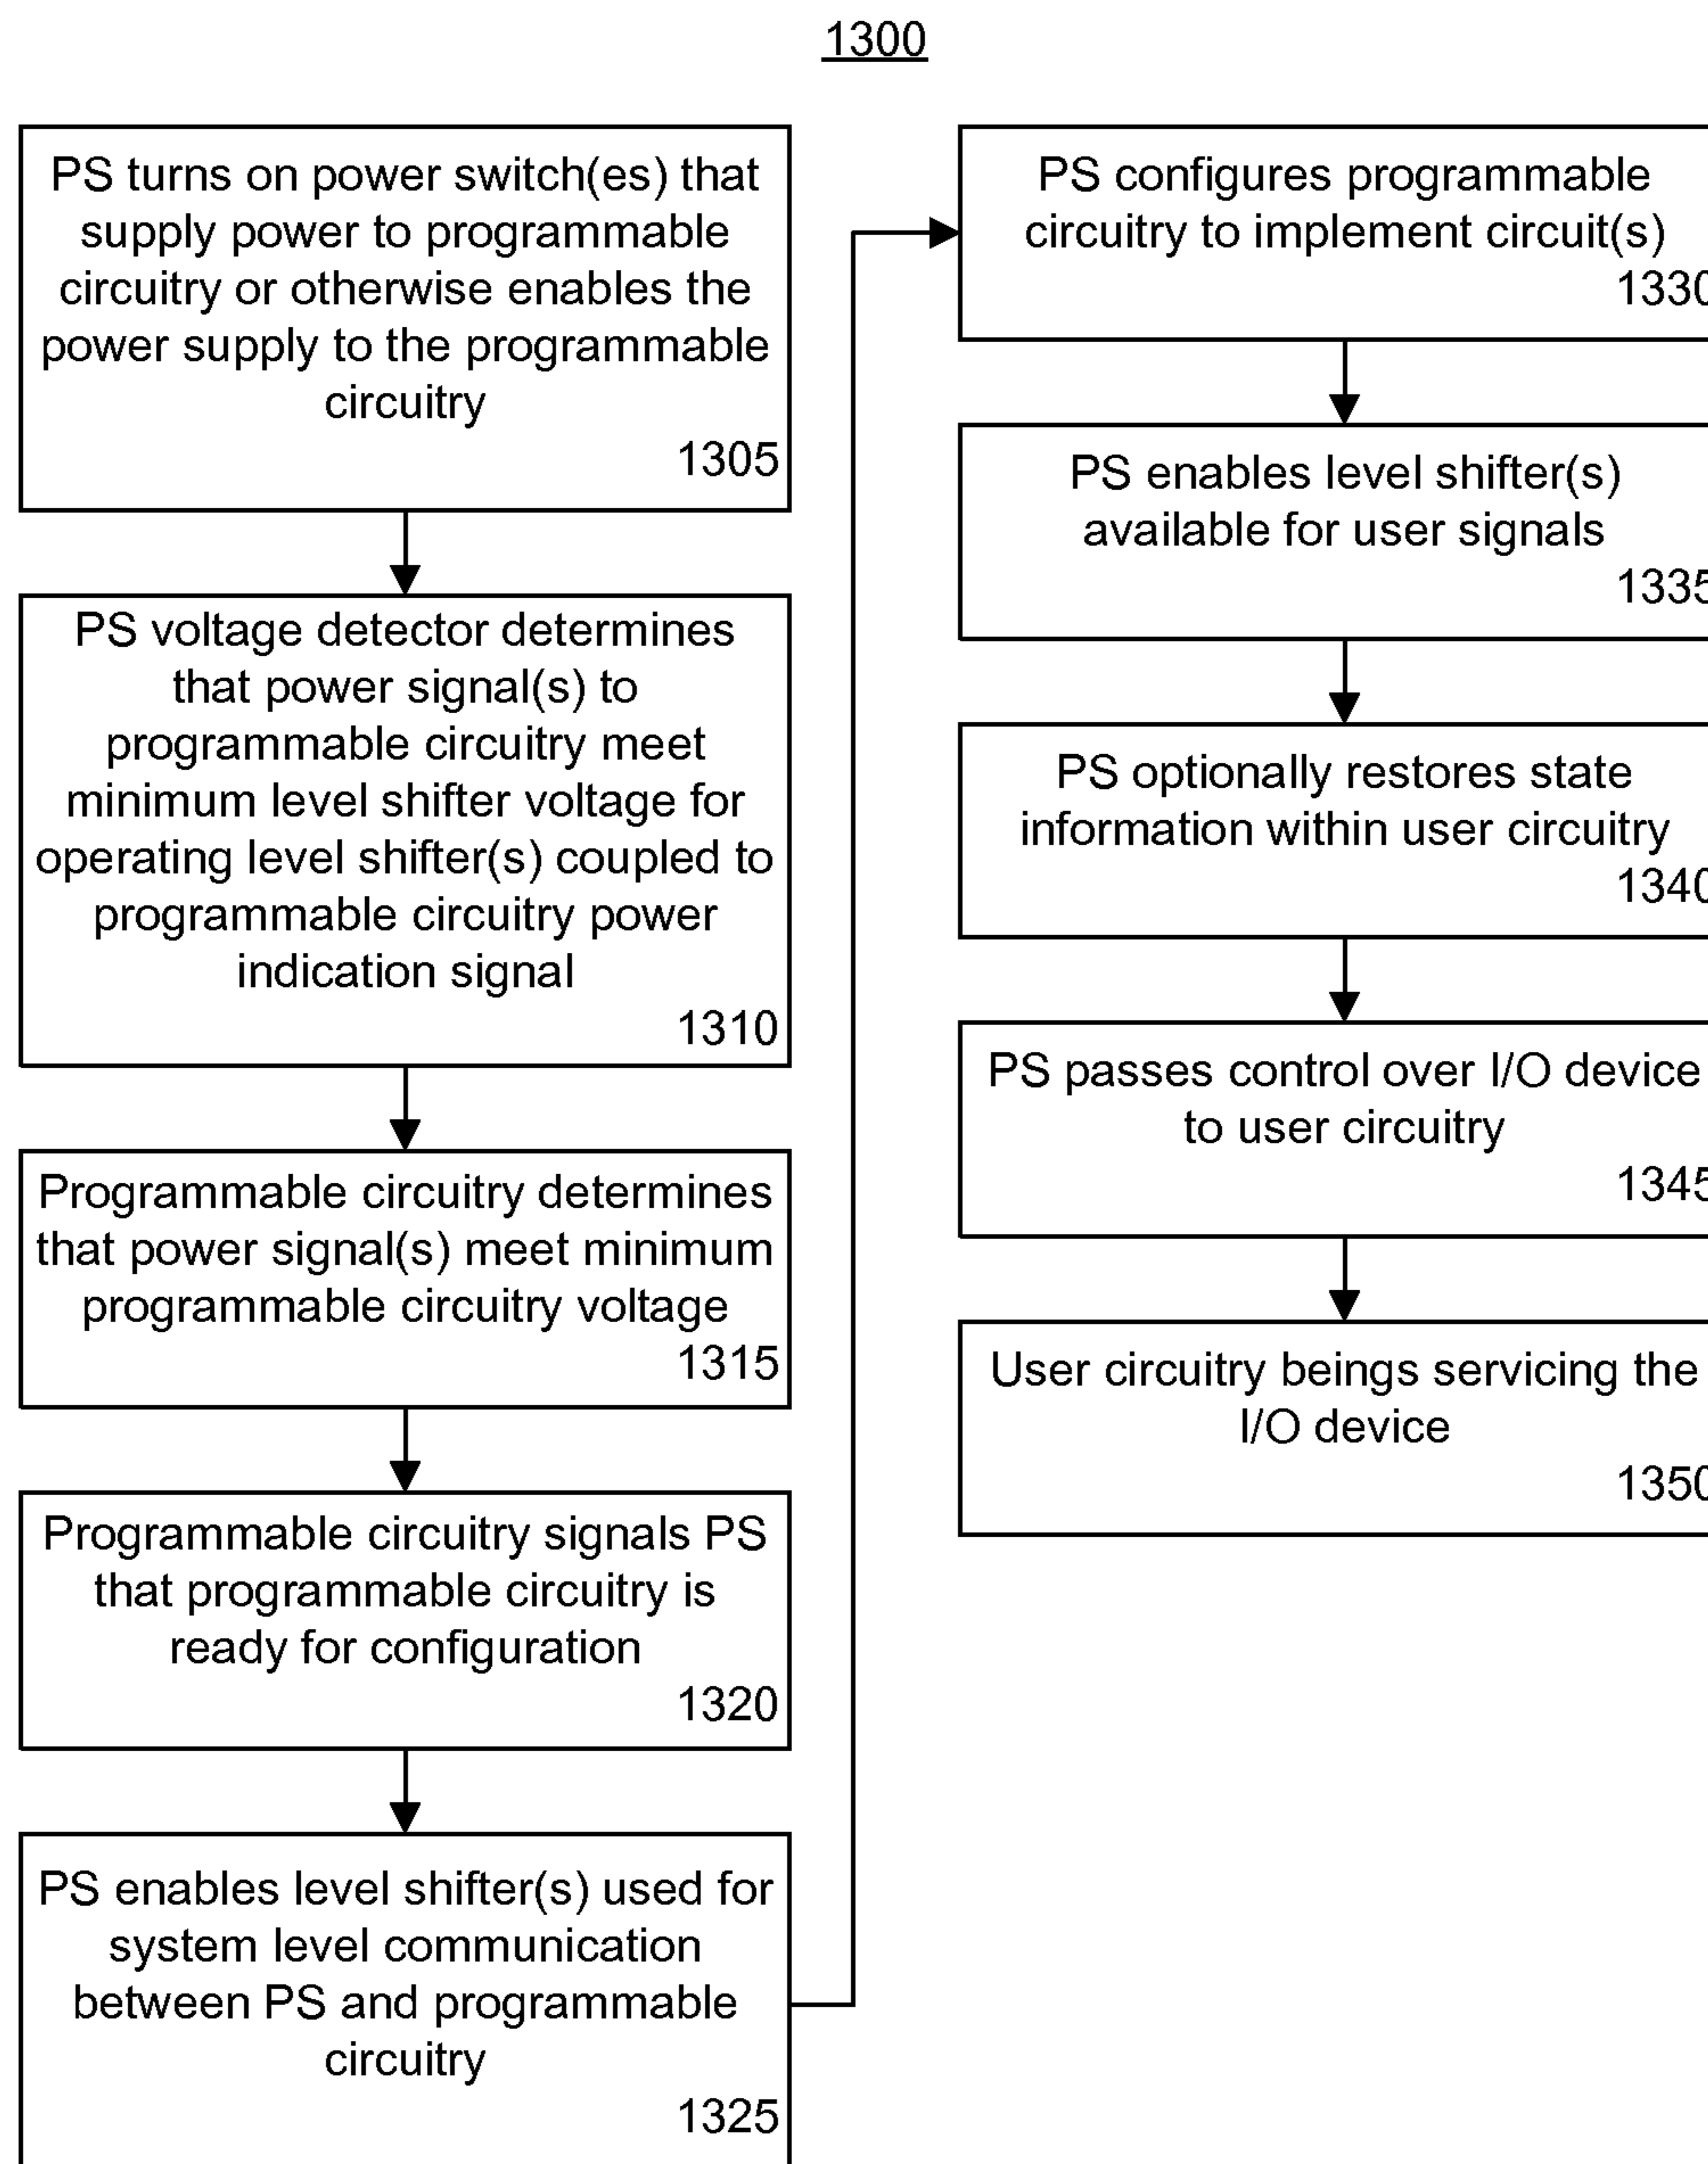 1300
PS turns on power switch(es) that
supply power to programmable
circuitry or otherwise enables the
power supply to the programmable
circuitry
1305
PS voltage detector determines
that power signal(s) to
programmable circuitry meet
minimum level shifter voltage for
operating level shifter(s) coupled to
programmable circuitry power
indication signal
1310
Programmable circuitry determines
that power signal(s) meet minimum
programmable circuitry voltage
1315
Programmable circuitry signals PS
that programmable circuitry is
ready for configuration
1320
PS enables level shifter(s) used for
system level communication
between PS and programmable
circuitry
1325
PS configures programmable
circuitry to implement circuit(s)
1330
PS enables level shifter(s)
available for user signals
1335
PS optionally restores state
information within user circuitry
1340
PS passes control over I/O device
to user circuitry
1345
User circuitry beings servicing the
I/O device
1350